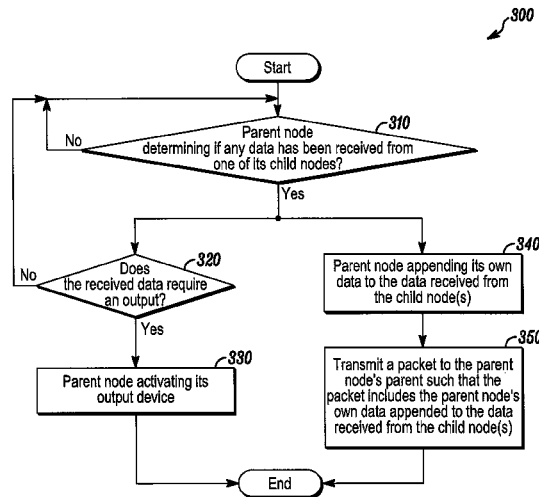 300
Start
310
Parent node
determining if any data has been received from
one of its child nodes?
No
Yes
320
Does
the received data require
an output?
No
Yes
340
Parent node appending its own
data to the data received from
the child node(s)
330
Parent node activating its
output device
350
Transmit a packet to the parent
node's parent such that the
packet includes the parent node's
own data appended to the data
received from the child node(s)
End